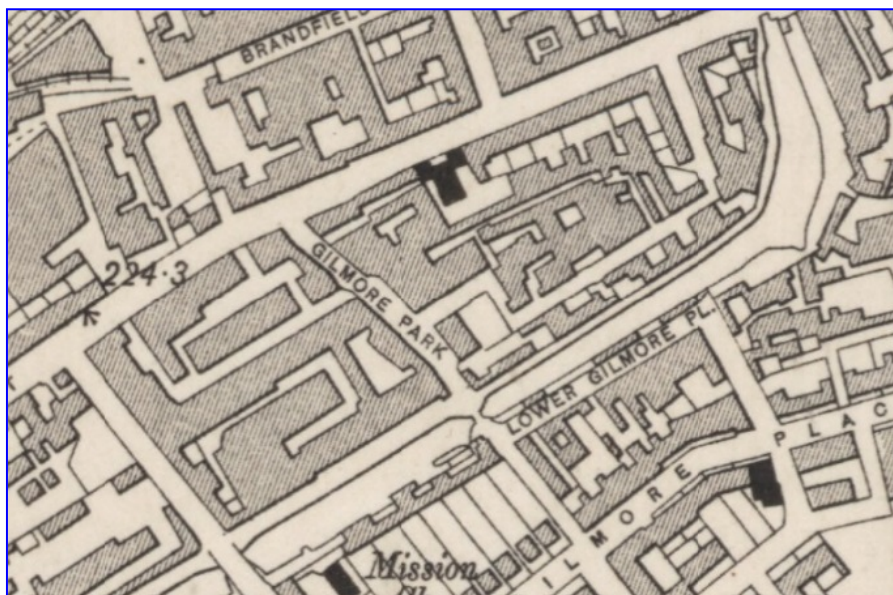 BRANDFIELD
224·3
GILMORE PARK
LOWER GILMORE PL.
ILMORE PLAC
Mission